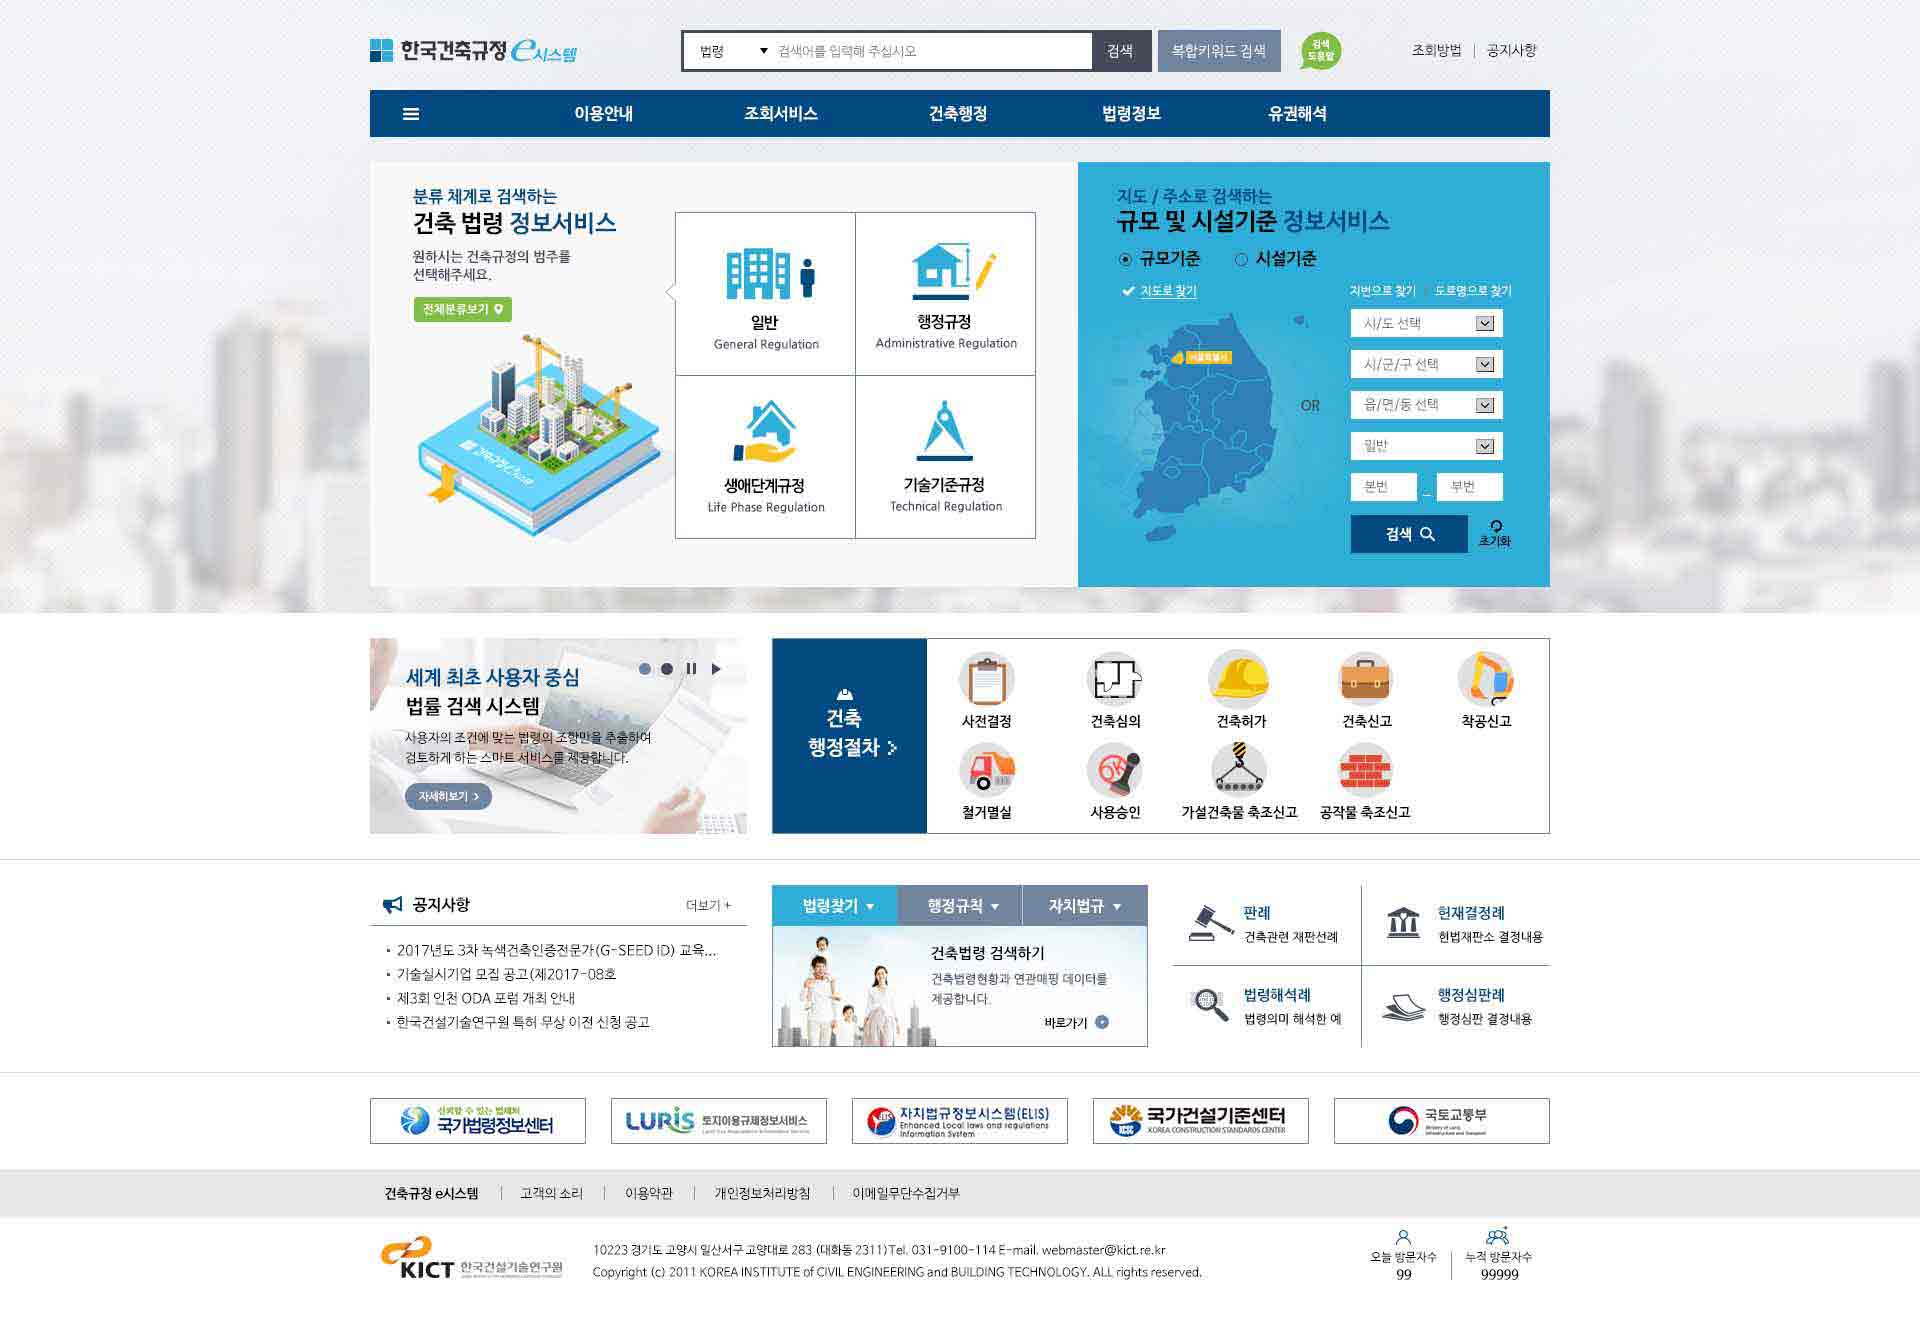 한국건축규정 e시스템
법령
검색어를 입력해 주십시오
검색
복합키워드 검색
검색
도움말
조회방법
공지사항
이용안내
조회서비스
건축행정
법령정보
유권해석
분류 체계로 검색하는
건축 법령 정보서비스
원하시는 건축규정의 범주를
선택해주세요.
전체분류보기
건축규정 e시스템
일반
General Regulation
행정규정
Administrative Regulation
생애단계규정
Life Phase Regulation
기술기준규정
Technical Regulation
지도 / 주소로 검색하는
규모 및 시설기준 정보서비스
규모기준
시설기준
지도로 찾기
지번으로 찾기
도로명으로 찾기
서울특별시
OR
시/도 선택
시/군/구 선택
읍/면/동 선택
일반
본번
_
부번
검색
초기화
세계 최초 사용자 중심
법률 검색 시스템
사용자의 조건에 맞는 법령의 조항만을 추출하여
검토하게 하는 스마트 서비스를 제공합니다.
자세히보기
건축
행정절차
사전결정
건축심의
건축허가
건축신고
착공신고
철거멸실
OK
사용승인
가설건축물 축조신고
공작물 축조신고
공지사항
더보기 +
2017년도 3차 녹색건축인증전문가(G-SEED ID) 교육...
기술실시기업 모집 공고(제2017-08호
제3회 인천 ODA 포럼 개최 안내
한국건설기술연구원 특허 무상 이전 신청 공고
법령찾기
행정규칙
자치법규
건축법령 검색하기
건축법령현황과 연관매핑 데이터를
제공합니다.
바로가기
판례
건축관련 재판선례
헌재결정례
헌법재판소 결정내용
법령해석례
법령의미 해석한 예
행정심판례
행정심판 결정내용
신뢰할 수 있는 법제처
국가법령정보센터
LURIS 토지이용규제정보서비스
ELIS
자치법규정보시스템(ELIS)
Enhanced Local laws and regulations
Information System
KCSC
국가건설기준센터
KOREA CONSTRUCTION STANDARDS CENTER
국토교통부
Ministry of Land,
Infrastructure and Transport
건축규정 e시스템
고객의 소리
이용약관
개인정보처리방침
이메일무단수집거부
KICT 한국건설기술연구원
10223 경기도 고양시 일산서구 고양대로 283 (대화동 2311)Tel. 031-9100-114 E-mail. webmaster@kict.re.kr
Copyright (c) 2011 KOREA INSTITUTE of CIVIL ENGINEERING and BUILDING TECHNOLOGY. ALL rights reserved.
오늘 방문자수
99
누적 방문자수
99999